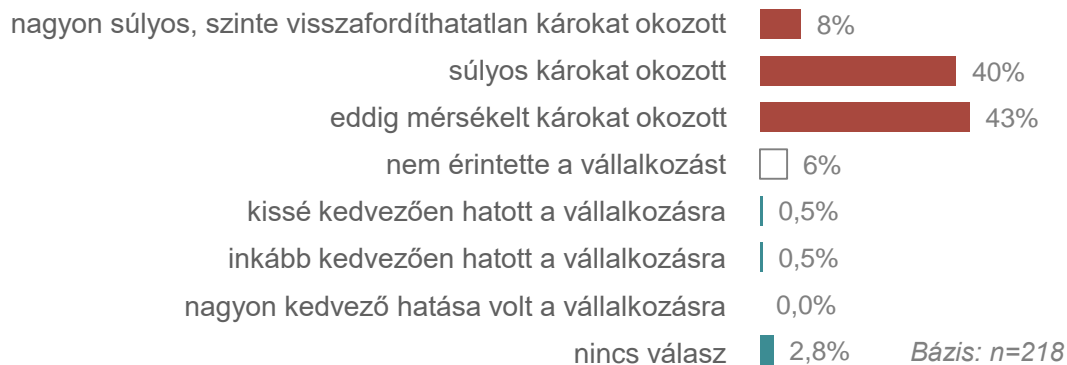 nagyon súlyos, szinte visszafordíthatatlan károkat okozott 8%
súlyos károkat okozott 40%
eddig mérsékelt károkat okozott 43%
nem érintette a vállalkozást 6%
kissé kedvezően hatott a vállalkozásra 0,5%
inkább kedvezően hatott a vállalkozásra 0,5%
nagyon kedvező hatása volt a vállalkozásra 0,0%
nincs válasz 2,8% Bázis: n=218